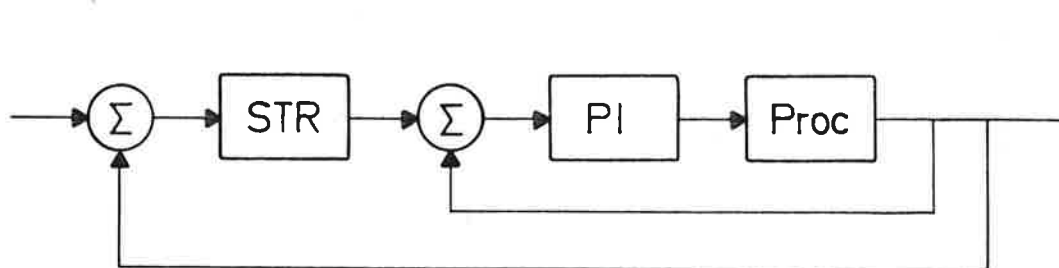 Σ STR Σ PI Proc